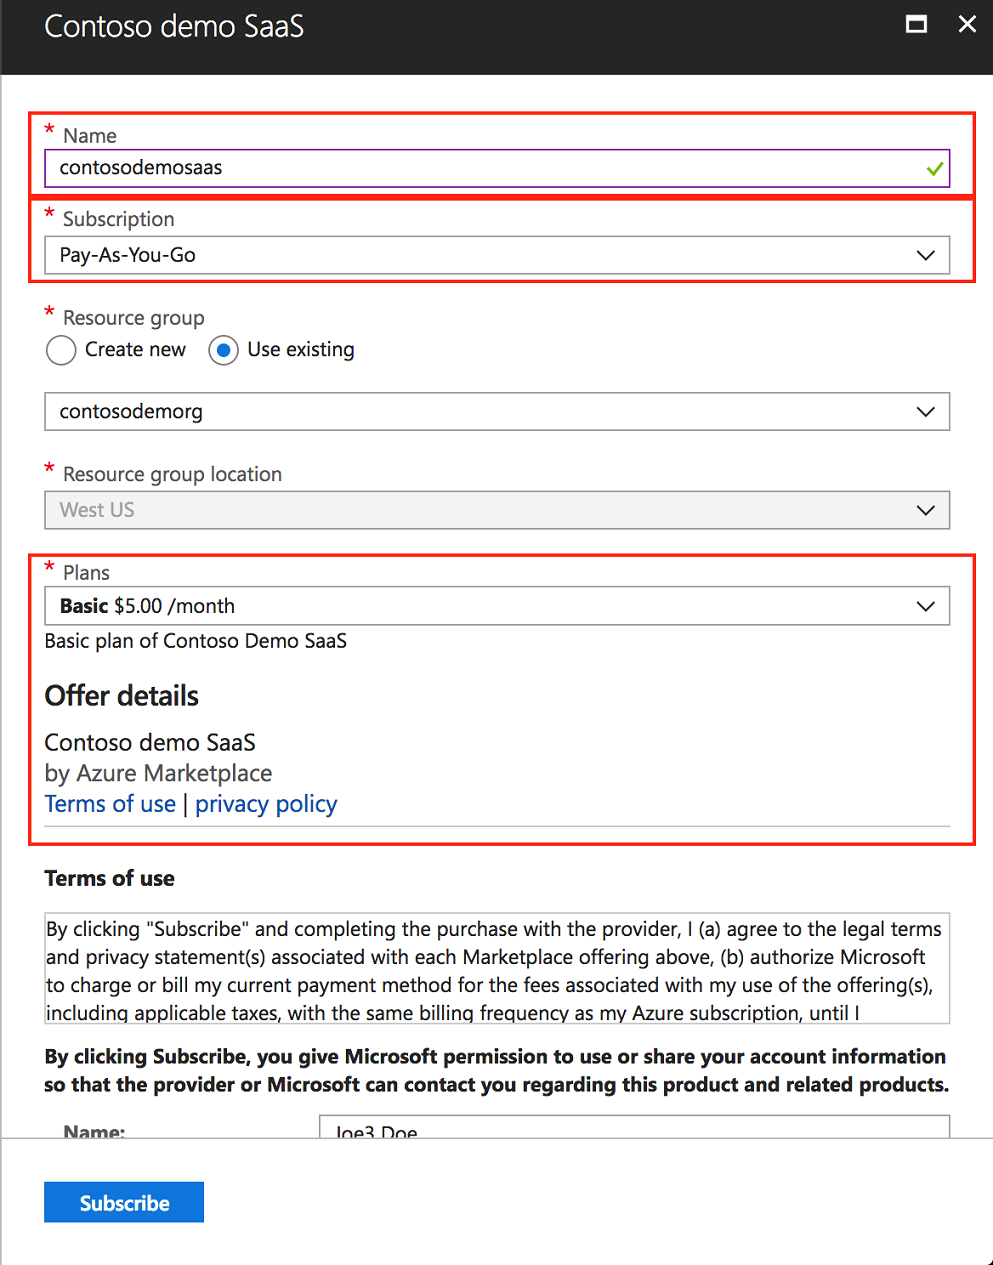 Contoso demo SaaS
* Name
contosodemosaas
* Subscription
Pay-As-You-Go
* Resource group
Create new Use existing
contosodemorg
* Resource group location
West US
* Plans
Basic $5.00 /month
Basic plan of Contoso Demo SaaS
Offer details
Contoso demo SaaS
by Azure Marketplace
Terms of use | privacy policy
Terms of use
By clicking "Subscribe" and completing the purchase with the provider, I (a) agree to the legal terms
and privacy statement(s) associated with each Marketplace offering above, (b) authorize Microsoft
to charge or bill my current payment method for the fees associated with my use of the offering(s),
including applicable taxes, with the same billing frequency as my Azure subscription, until I
By clicking Subscribe, you give Microsoft permission to use or share your account information
so that the provider or Microsoft can contact you regarding this product and related products.
Name: Joe3 Doe
Subscribe